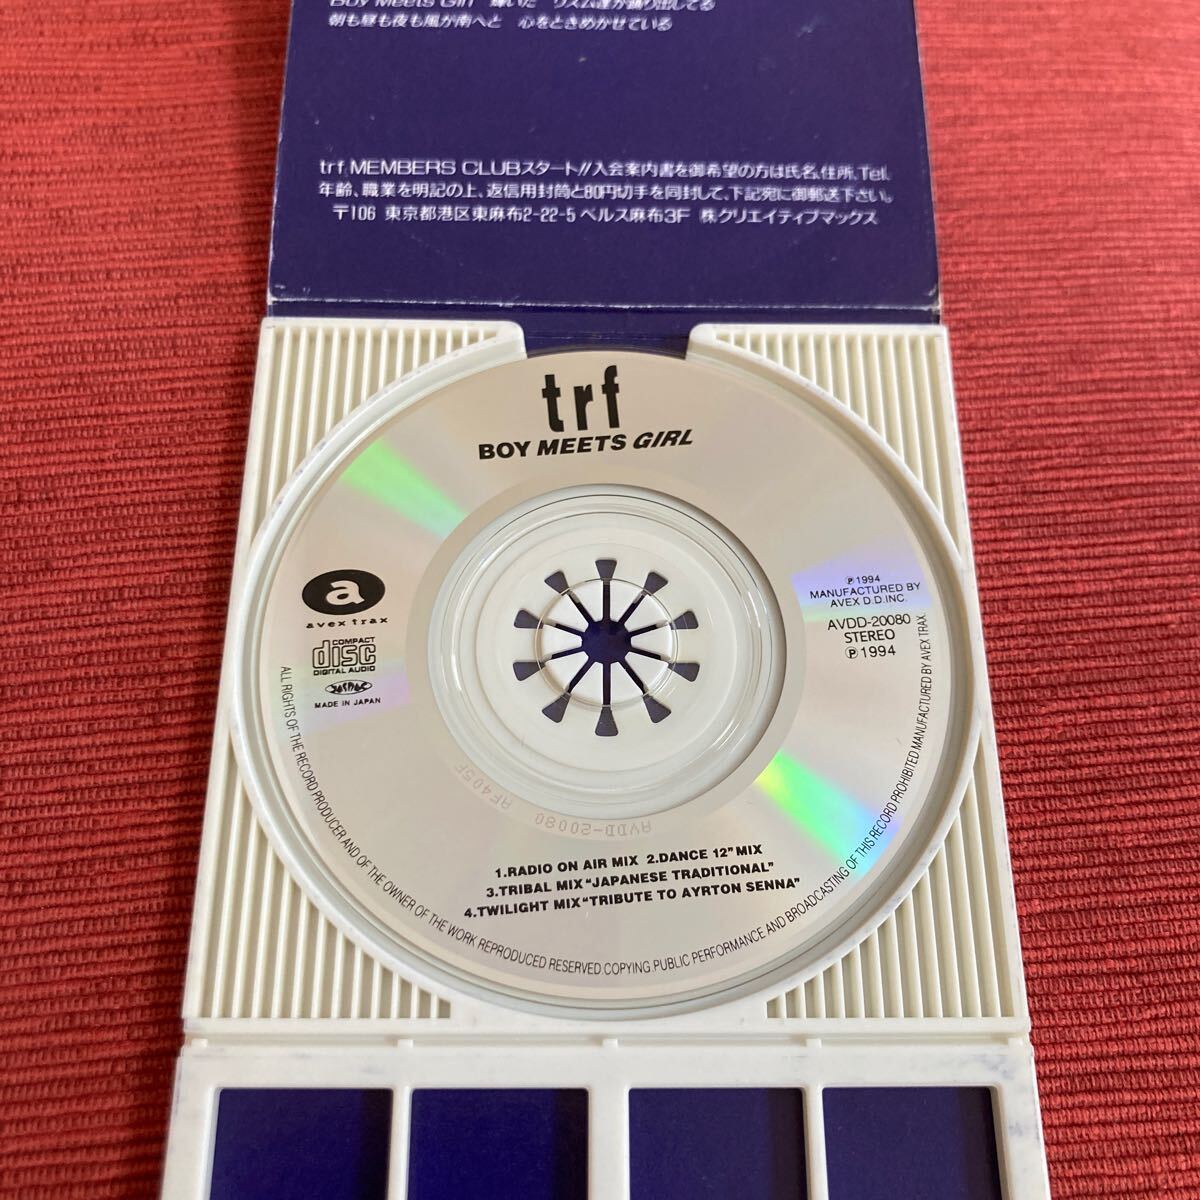 Boy Meets Girl 輝いた リズム達が踊り出してる
朝も昼も夜も風が南へと 心をときめかせている
trf MEMBERS CLUBスタート//入会案内書を御希望の方は氏名、住所、Tel、
年齢、職業を明記の上、返信用封筒と80円切手を同封して、下記宛に御郵送下さい。
〒106 東京都港区東麻布2-22-5 ベルス麻布3F ㈱クリエイティブマックス
trf
BOY MEETS GIRL
a
avex trax
COMPACT
disc
DIGITAL AUDIO
JASRAC
MADE IN JAPAN
℗1994
MANUFACTURED BY
AVEX D.D.INC.
AVDD-20080
STEREO
℗1994
AVDD-20080 AF405F
1.RADIO ON AIR MIX 2.DANCE 12" MIX
3.TRIBAL MIX "JAPANESE TRADITIONAL"
4.TWILIGHT MIX "TRIBUTE TO AYRTON SENNA"
ALL RIGHTS OF THE RECORD PRODUCER AND OF THE OWNER OF THE WORK REPRODUCED RESERVED.COPYING.PUBLIC PERFORMANCE AND BROADCASTING OF THIS RECORD PROHIBITED MANUFACTURED BY AVEX TRAX.